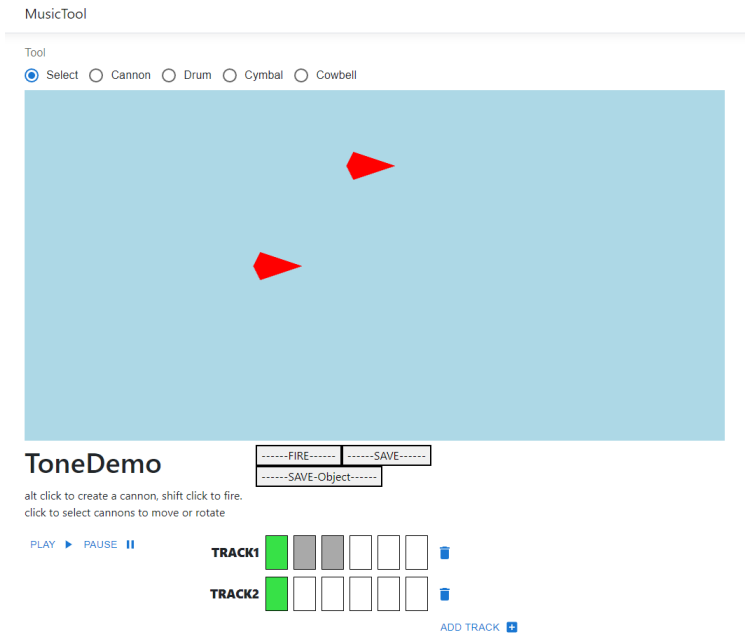 MusicTool
Tool
Select Cannon Drum Cymbal Cowbell
ToneDemo
------FIRE------ ------SAVE------
------SAVE-Object------
alt click to create a cannon, shift click to fire.
click to select cannons to move or rotate
PLAY PAUSE
TRACK1
TRACK2
ADD TRACK